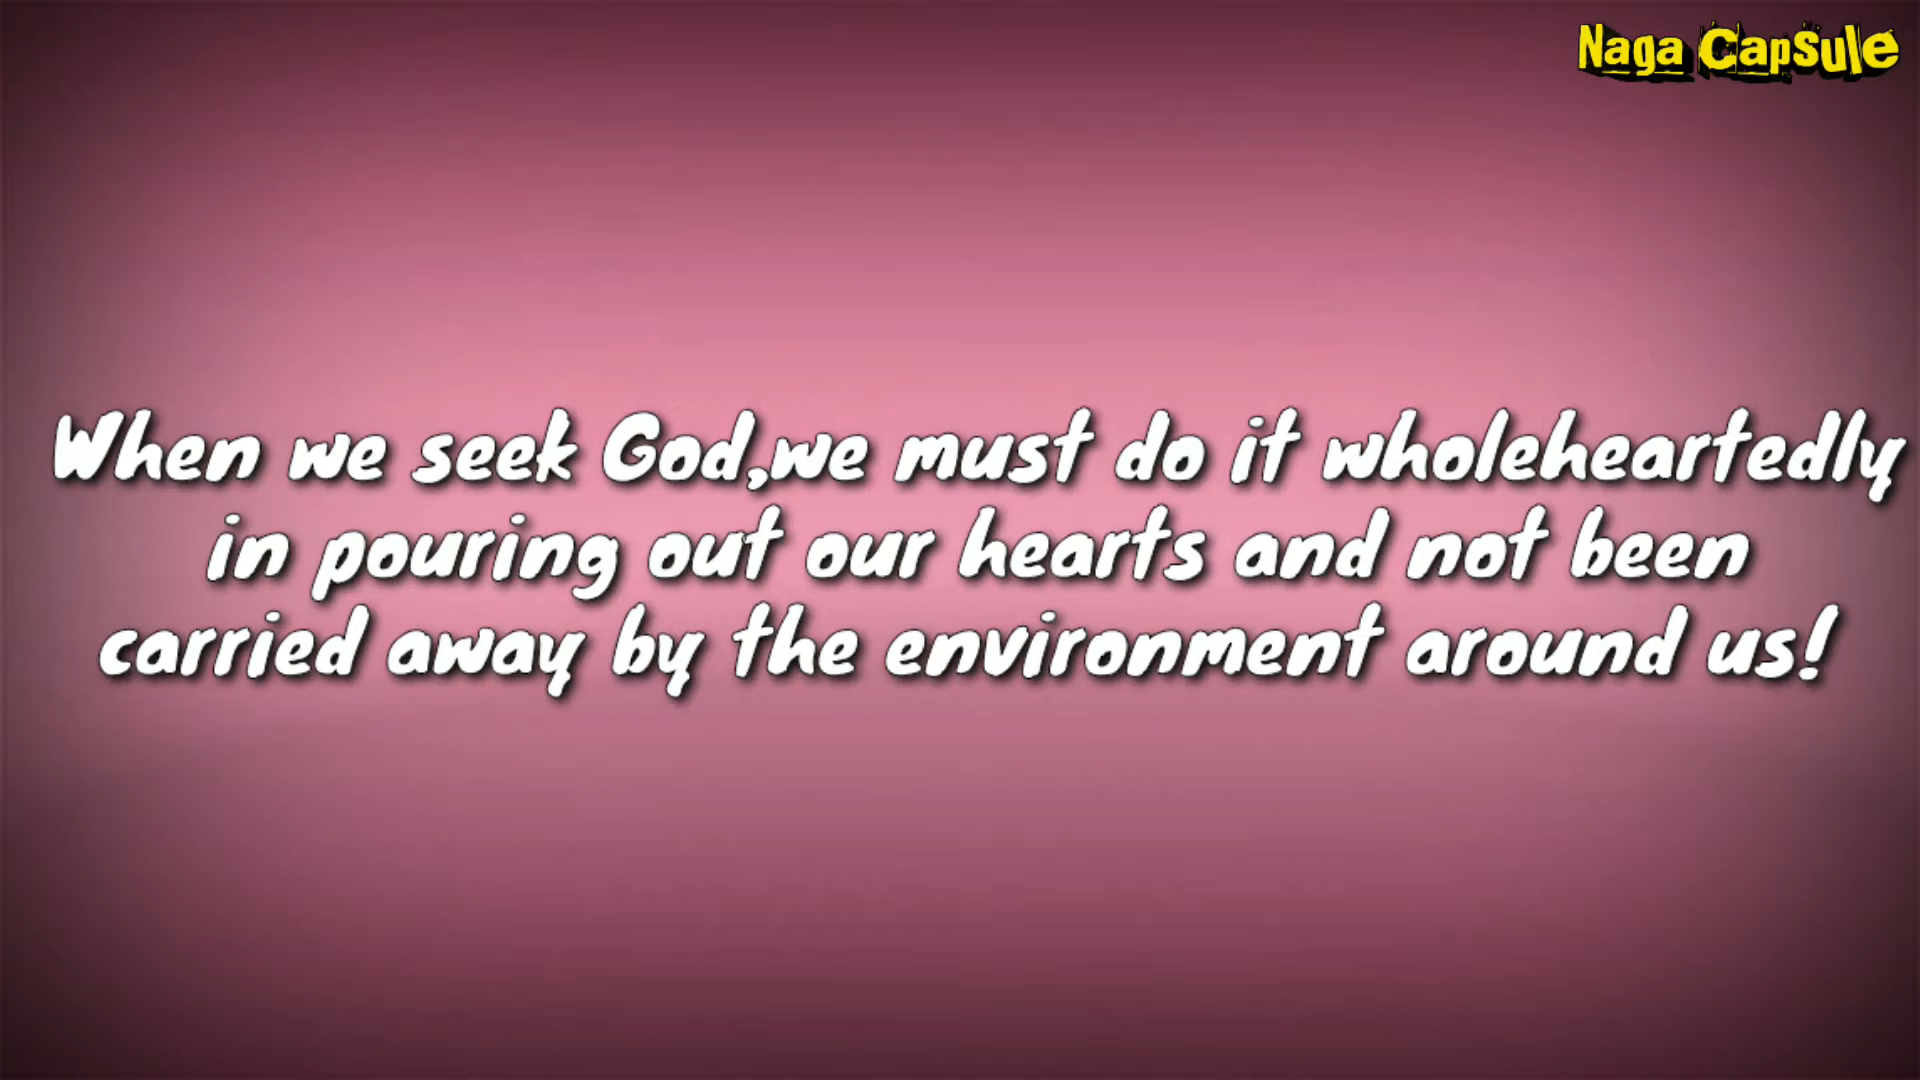 Naga Capsule
When we seek God,we must do it wholeheartedly
in pouring out our hearts and not been
carried away by the environment around us!